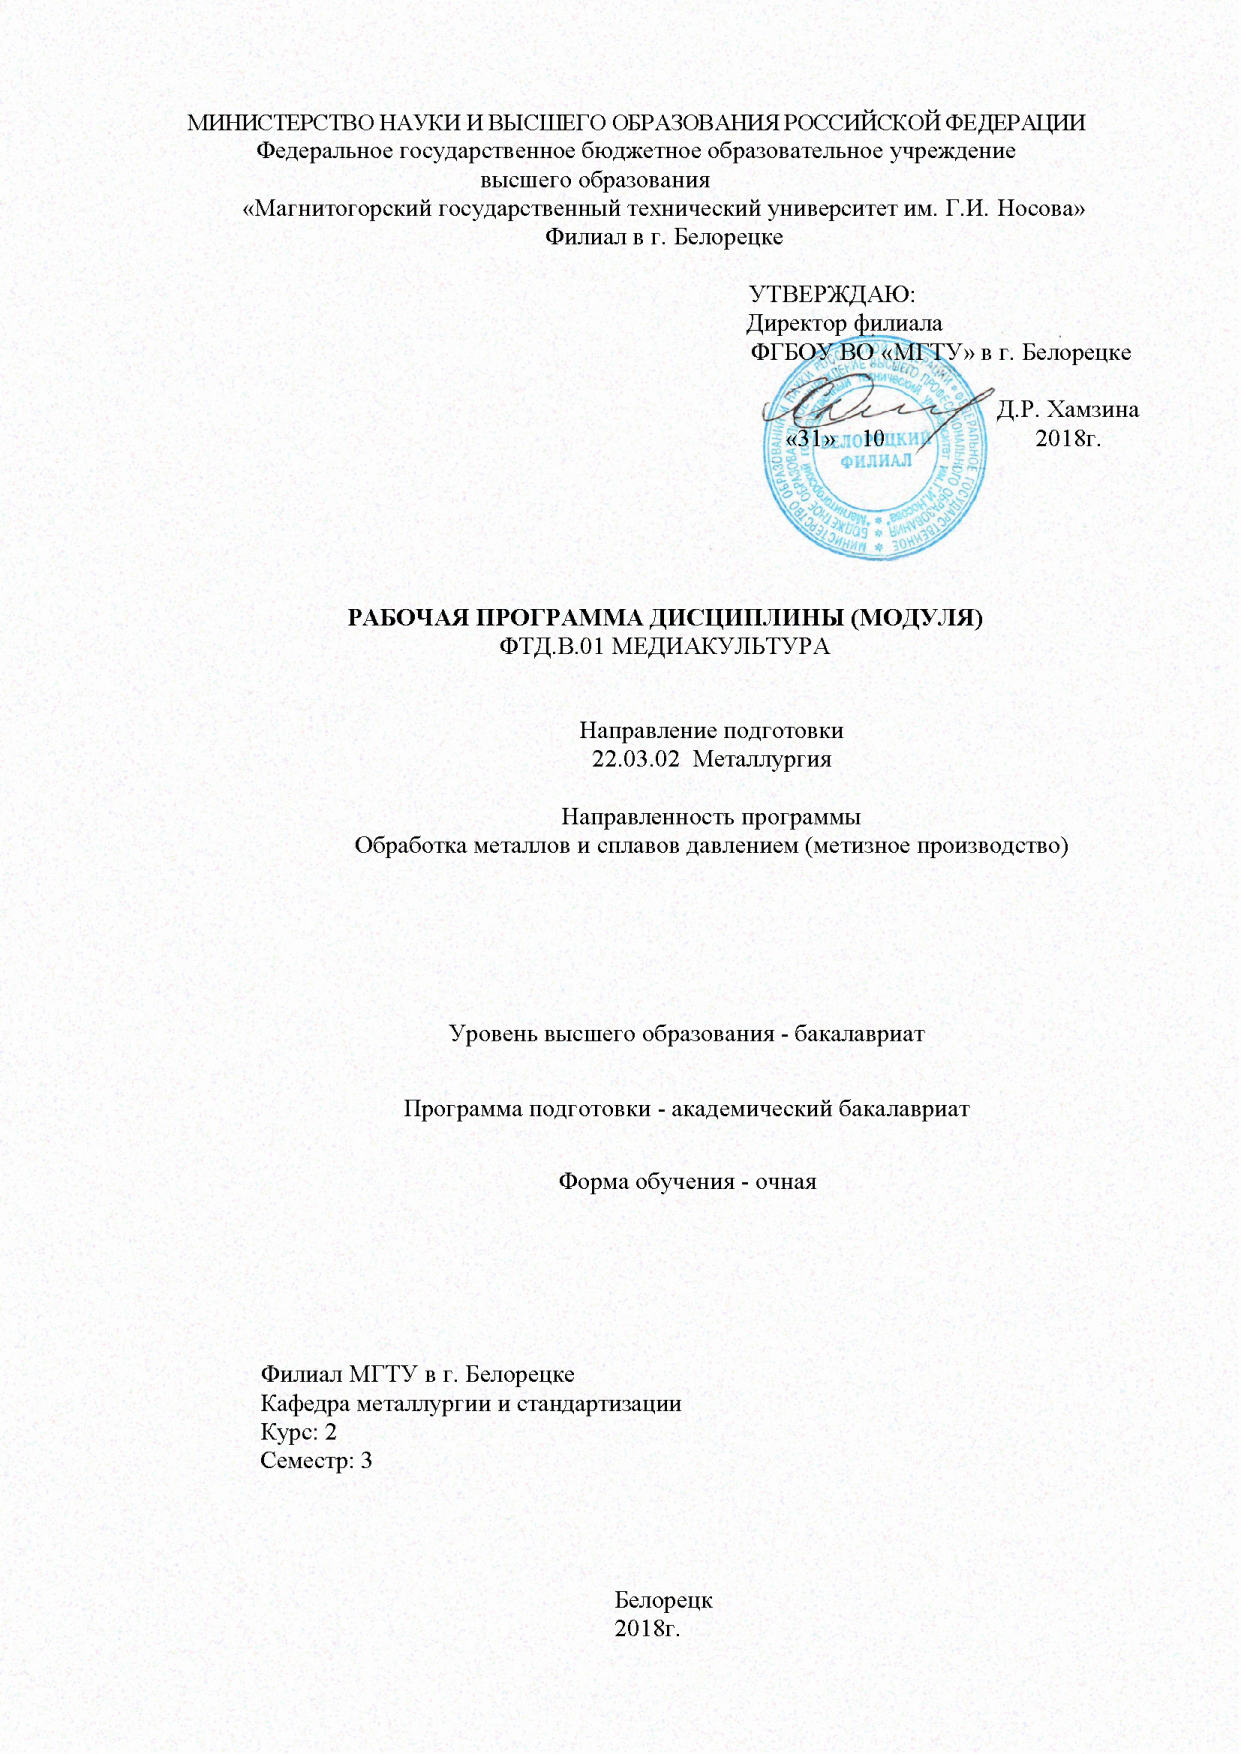 МИНИСТЕРСТВО НАУКИ И ВЫСШЕГО ОБРАЗОВАНИЯ РОССИЙСКОЙ ФЕДЕРАЦИИ
Федеральное государственное бюджетное образовательное учреждение
высшего образования
«Магнитогорский государственный технический университет им. Г.И. Носова»
Филиал в г. Белорецке
УТВЕРЖДАЮ:
Директор филиала
ФГБОУ ВО «МГТУ» в г. Белорецке
Д.Р. Хамзина
«31» 10 2018г.
БЕЛОРЕЦКИЙ
ФИЛИАЛ
РАБОЧАЯ ПРОГРАММА ДИСЦИПЛИНЫ (МОДУЛЯ)
ФТД.В.01 МЕДИАКУЛЬТУРА
Направление подготовки
22.03.02 Металлургия
Направленность программы
Обработка металлов и сплавов давлением (метизное производство)
Уровень высшего образования - бакалавриат
Программа подготовки - академический бакалавриат
Форма обучения - очная
Филиал МГТУ в г. Белорецке
Кафедра металлургии и стандартизации
Курс: 2
Семестр: 3
Белорецк
2018г.